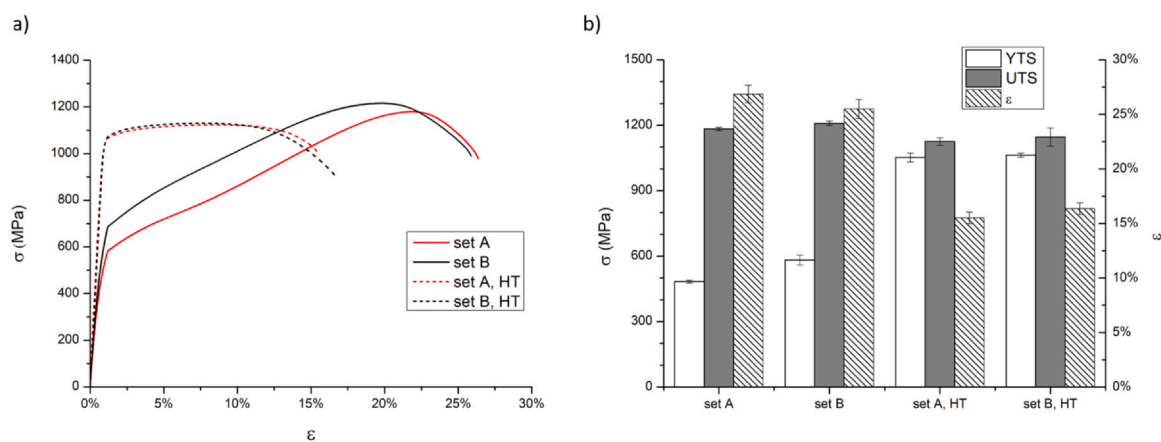 a)
1400
1200
1000
800
600
400
200
0
σ (MPa)
0% 5% 10% 15% 20% 25% 30%
ε
set A
set B
set A, HT
set B, HT
b)
1500
1200
900
600
300
0
σ (MPa)
YTS
UTS
ε
30%
25%
20%
15%
10%
5%
0%
ε
set A set B set A, HT set B, HT